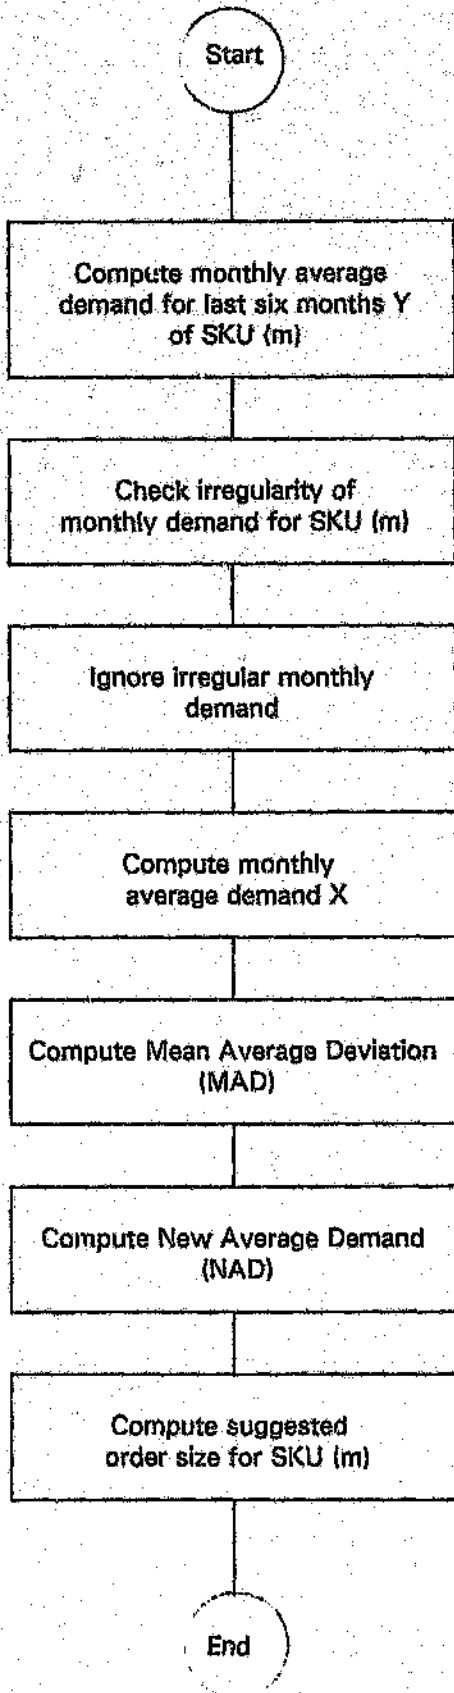 Start
Compute monthly average
demand for last six months Y
of SKU (m)
Check irregularity of
monthly demand for SKU (m)
Ignore irregular monthly
demand
Compute monthly
average demand X
Compute Mean Average Deviation
(MAD)
Compute New Average Demand
(NAD)
Compute suggested
order size for SKU (m)
End